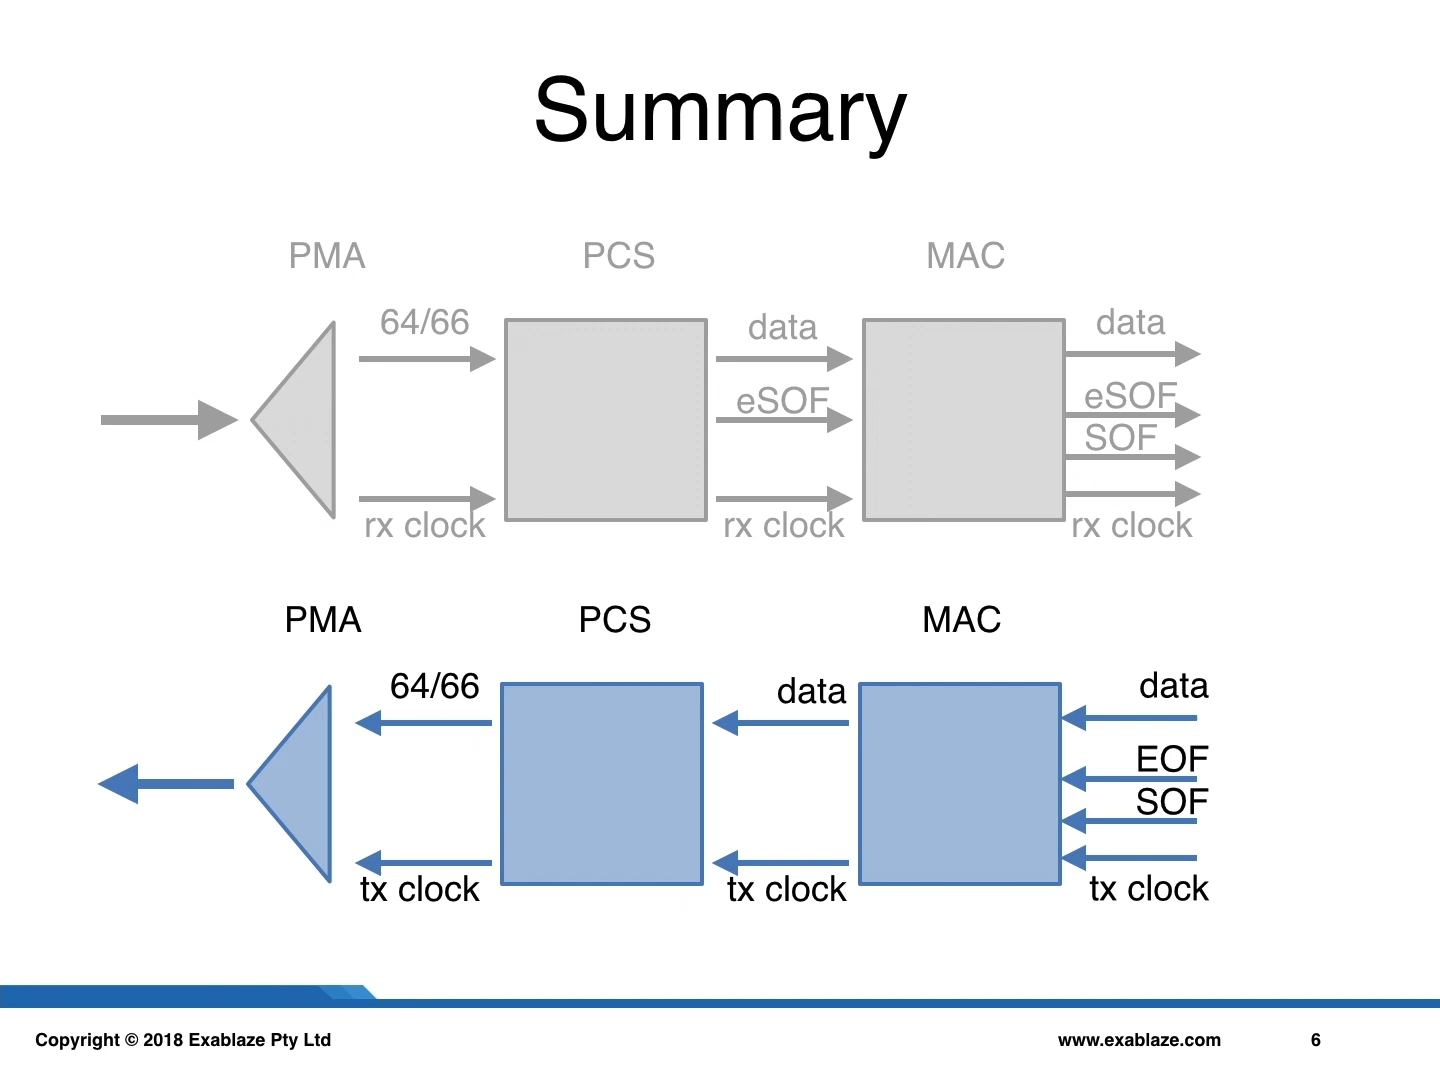 Summary
PMA PCS MAC
64/66 data data
eSOF eSOF
SOF
rx clock rx clock rx clock
PMA PCS MAC
64/66 data data
EOF
SOF
tx clock tx clock tx clock
Copyright © 2018 Exablaze Pty Ltd www.exablaze.com 6